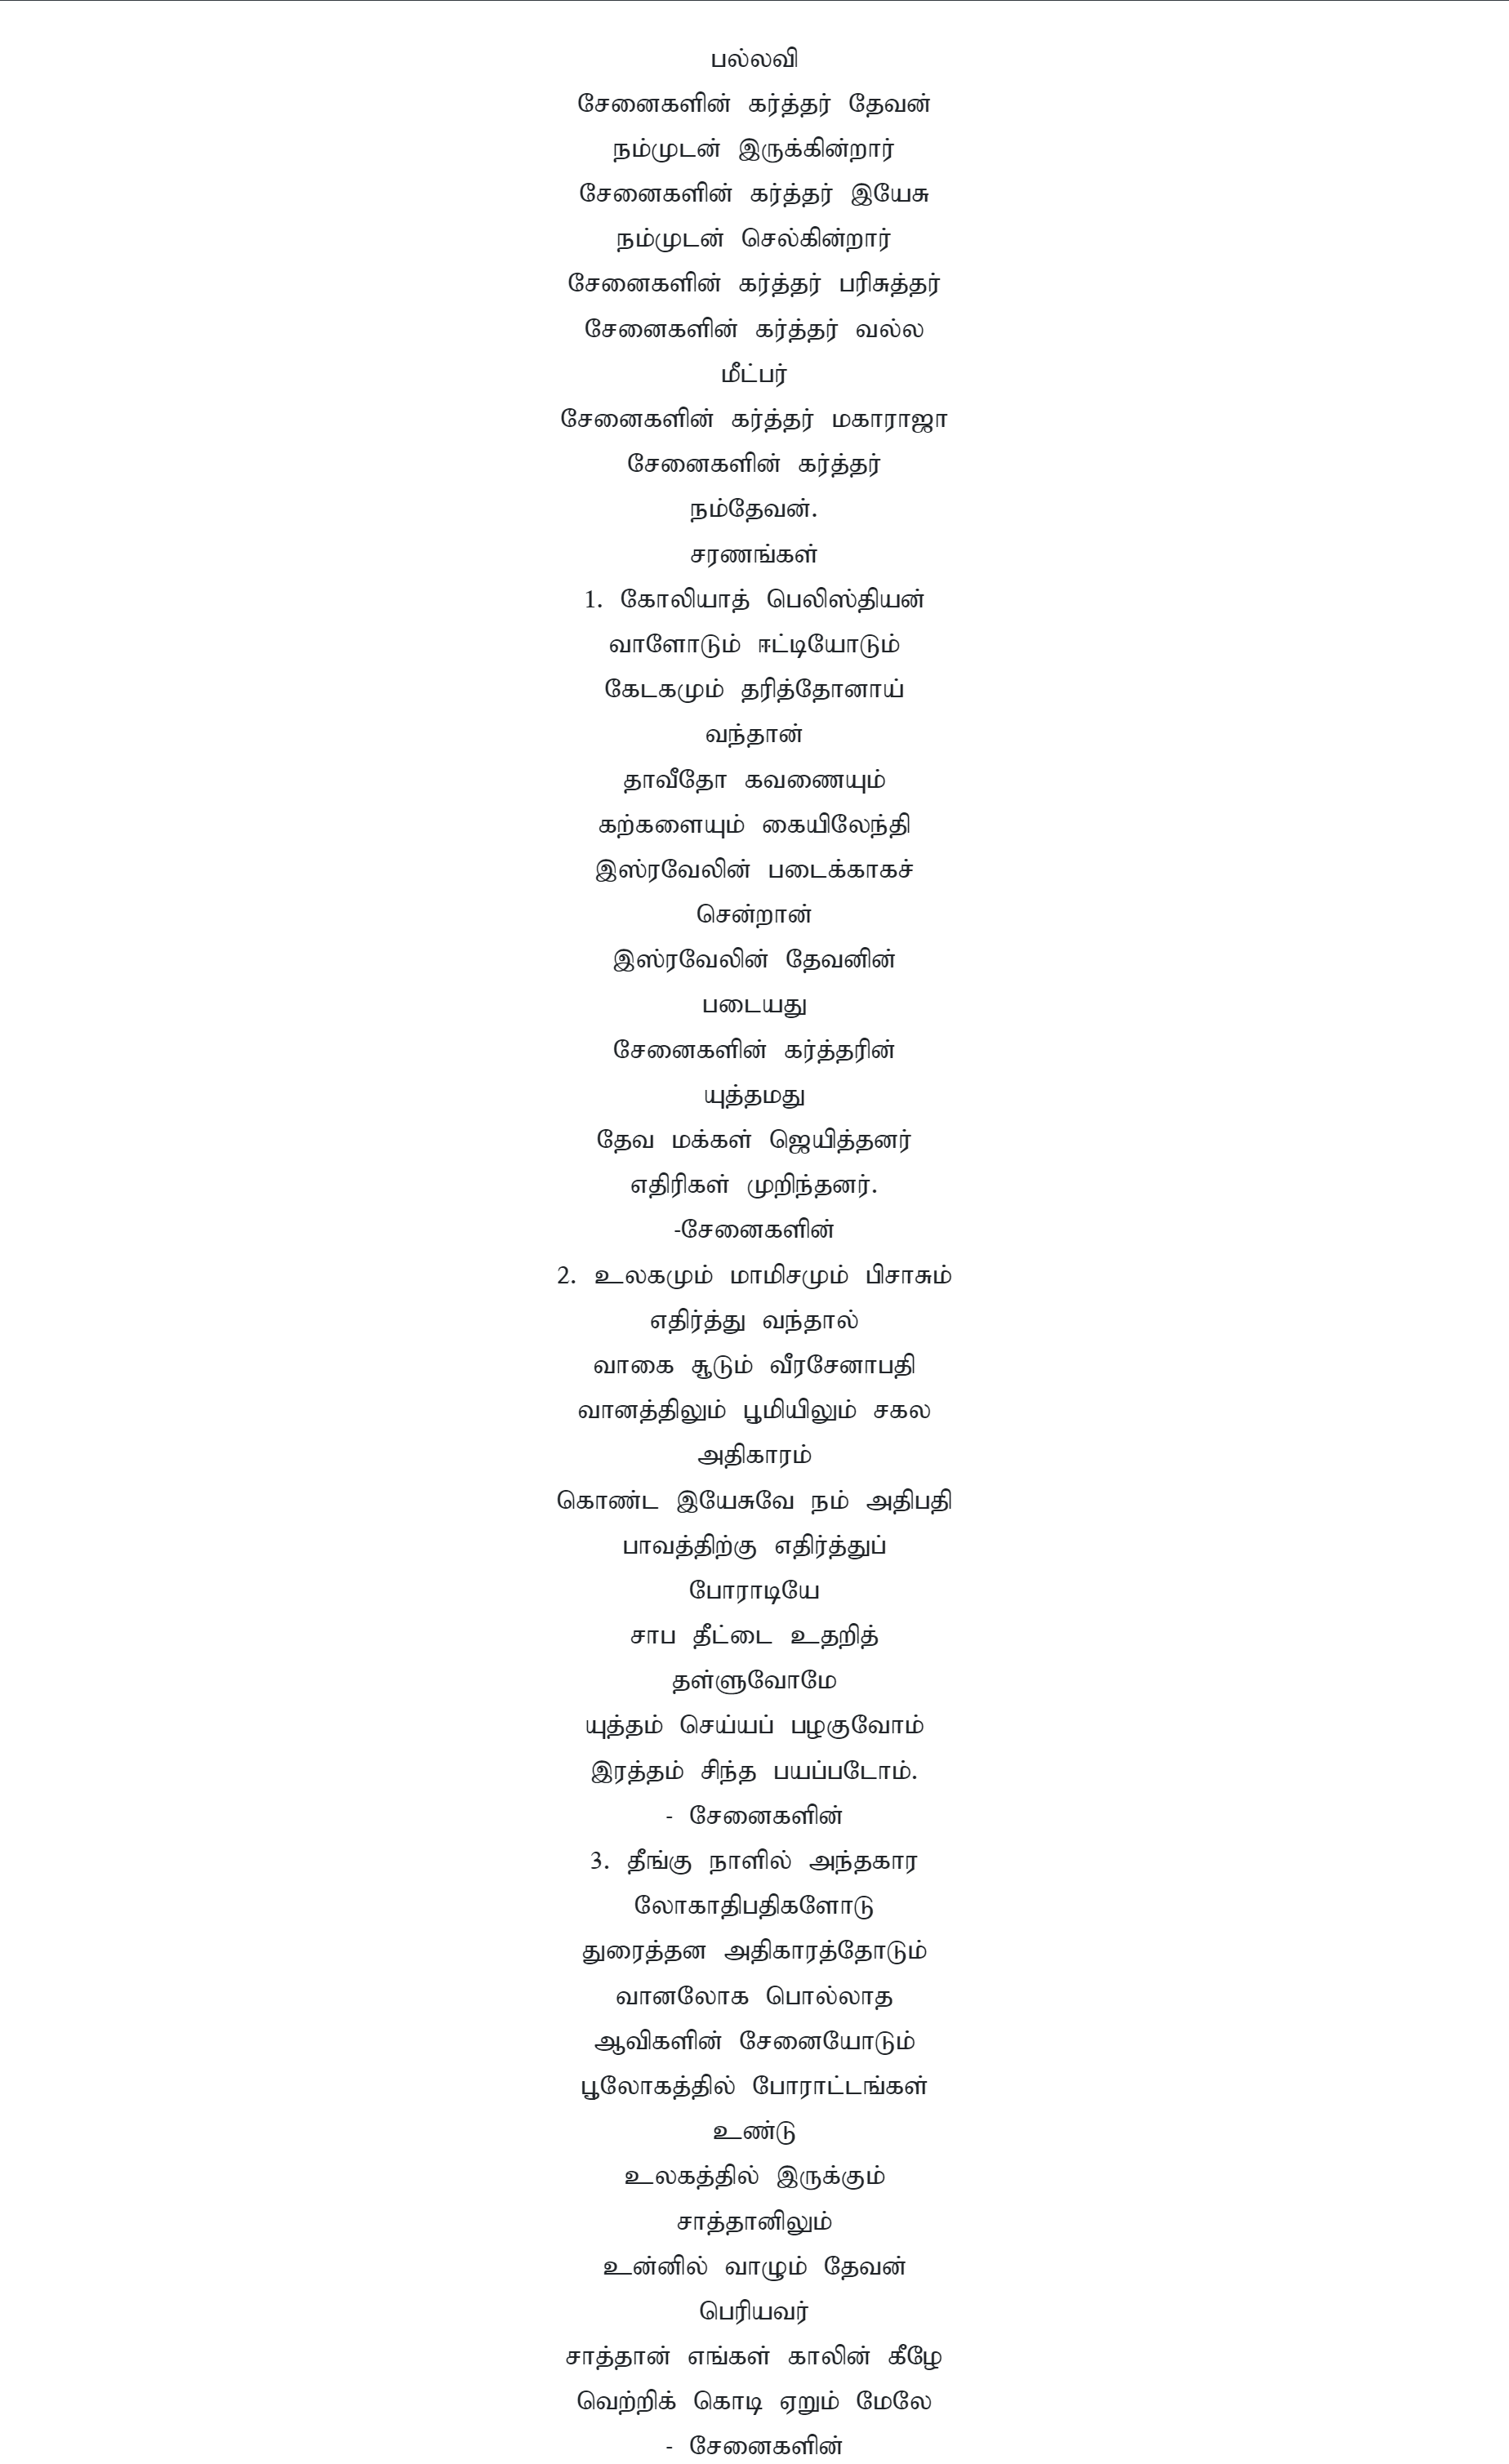 பல்லவி
சேனைகளின் கர்த்தர் தேவன்
நம்முடன் இருக்கின்றார்
சேனைகளின் கர்த்தர் இயேசு
நம்முடன் செல்கின்றார்
சேனைகளின் கர்த்தர் பரிசுத்தர்
சேனைகளின் கர்த்தர் வல்ல
மீட்பர்
சேனைகளின் கர்த்தர் மகாராஜா
சேனைகளின் கர்த்தர்
நம்தேவன்.
சரணங்கள்
1. கோலியாத் பெலிஸ்தியன்
வாளோடும் ஈட்டியோடும்
கேடகமும் தரித்தோனாய்
வந்தான்
தாவீதோ கவணையும்
கற்களையும் கையிலேந்தி
இஸ்ரவேலின் படைக்காகச்
சென்றான்
இஸ்ரவேலின் தேவனின்
படையது
சேனைகளின் கர்த்தரின்
யுத்தமது
தேவ மக்கள் ஜெயித்தனர்
எதிரிகள் முறிந்தனர்.
-சேனைகளின்
2. உலகமும் மாமிசமும் பிசாசும்
எதிர்த்து வந்தால்
வாகை சூடும் வீரசேனாபதி
வானத்திலும் பூமியிலும் சகல
அதிகாரம்
கொண்ட இயேசுவே நம் அதிபதி
பாவத்திற்கு எதிர்த்துப்
போராடியே
சாப தீட்டை உதறித்
தள்ளுவோமே
யுத்தம் செய்யப் பழகுவோம்
இரத்தம் சிந்த பயப்படோம்.
- சேனைகளின்
3. தீங்கு நாளில் அந்தகார
லோகாதிபதிகளோடு
துரைத்தன அதிகாரத்தோடும்
வானலோக பொல்லாத
ஆவிகளின் சேனையோடும்
பூலோகத்தில் போராட்டங்கள்
உண்டு
உலகத்தில் இருக்கும்
சாத்தானிலும்
உன்னில் வாழும் தேவன்
பெரியவர்
சாத்தான் எங்கள் காலின் கீழே
வெற்றிக் கொடி ஏறும் மேலே
- சேனைகளின்